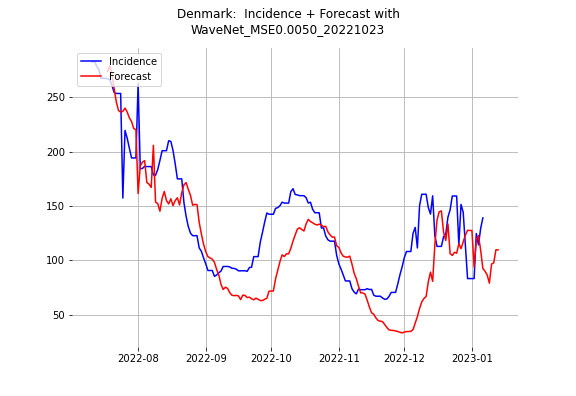 Denmark:  Incidence + Forecast with
WaveNet_MSE0.0050_20221023
Incidence
Forecast
250
200
150
100
50
2022-08
2022-09
2022-10
2022-11
2022-12
2023-01